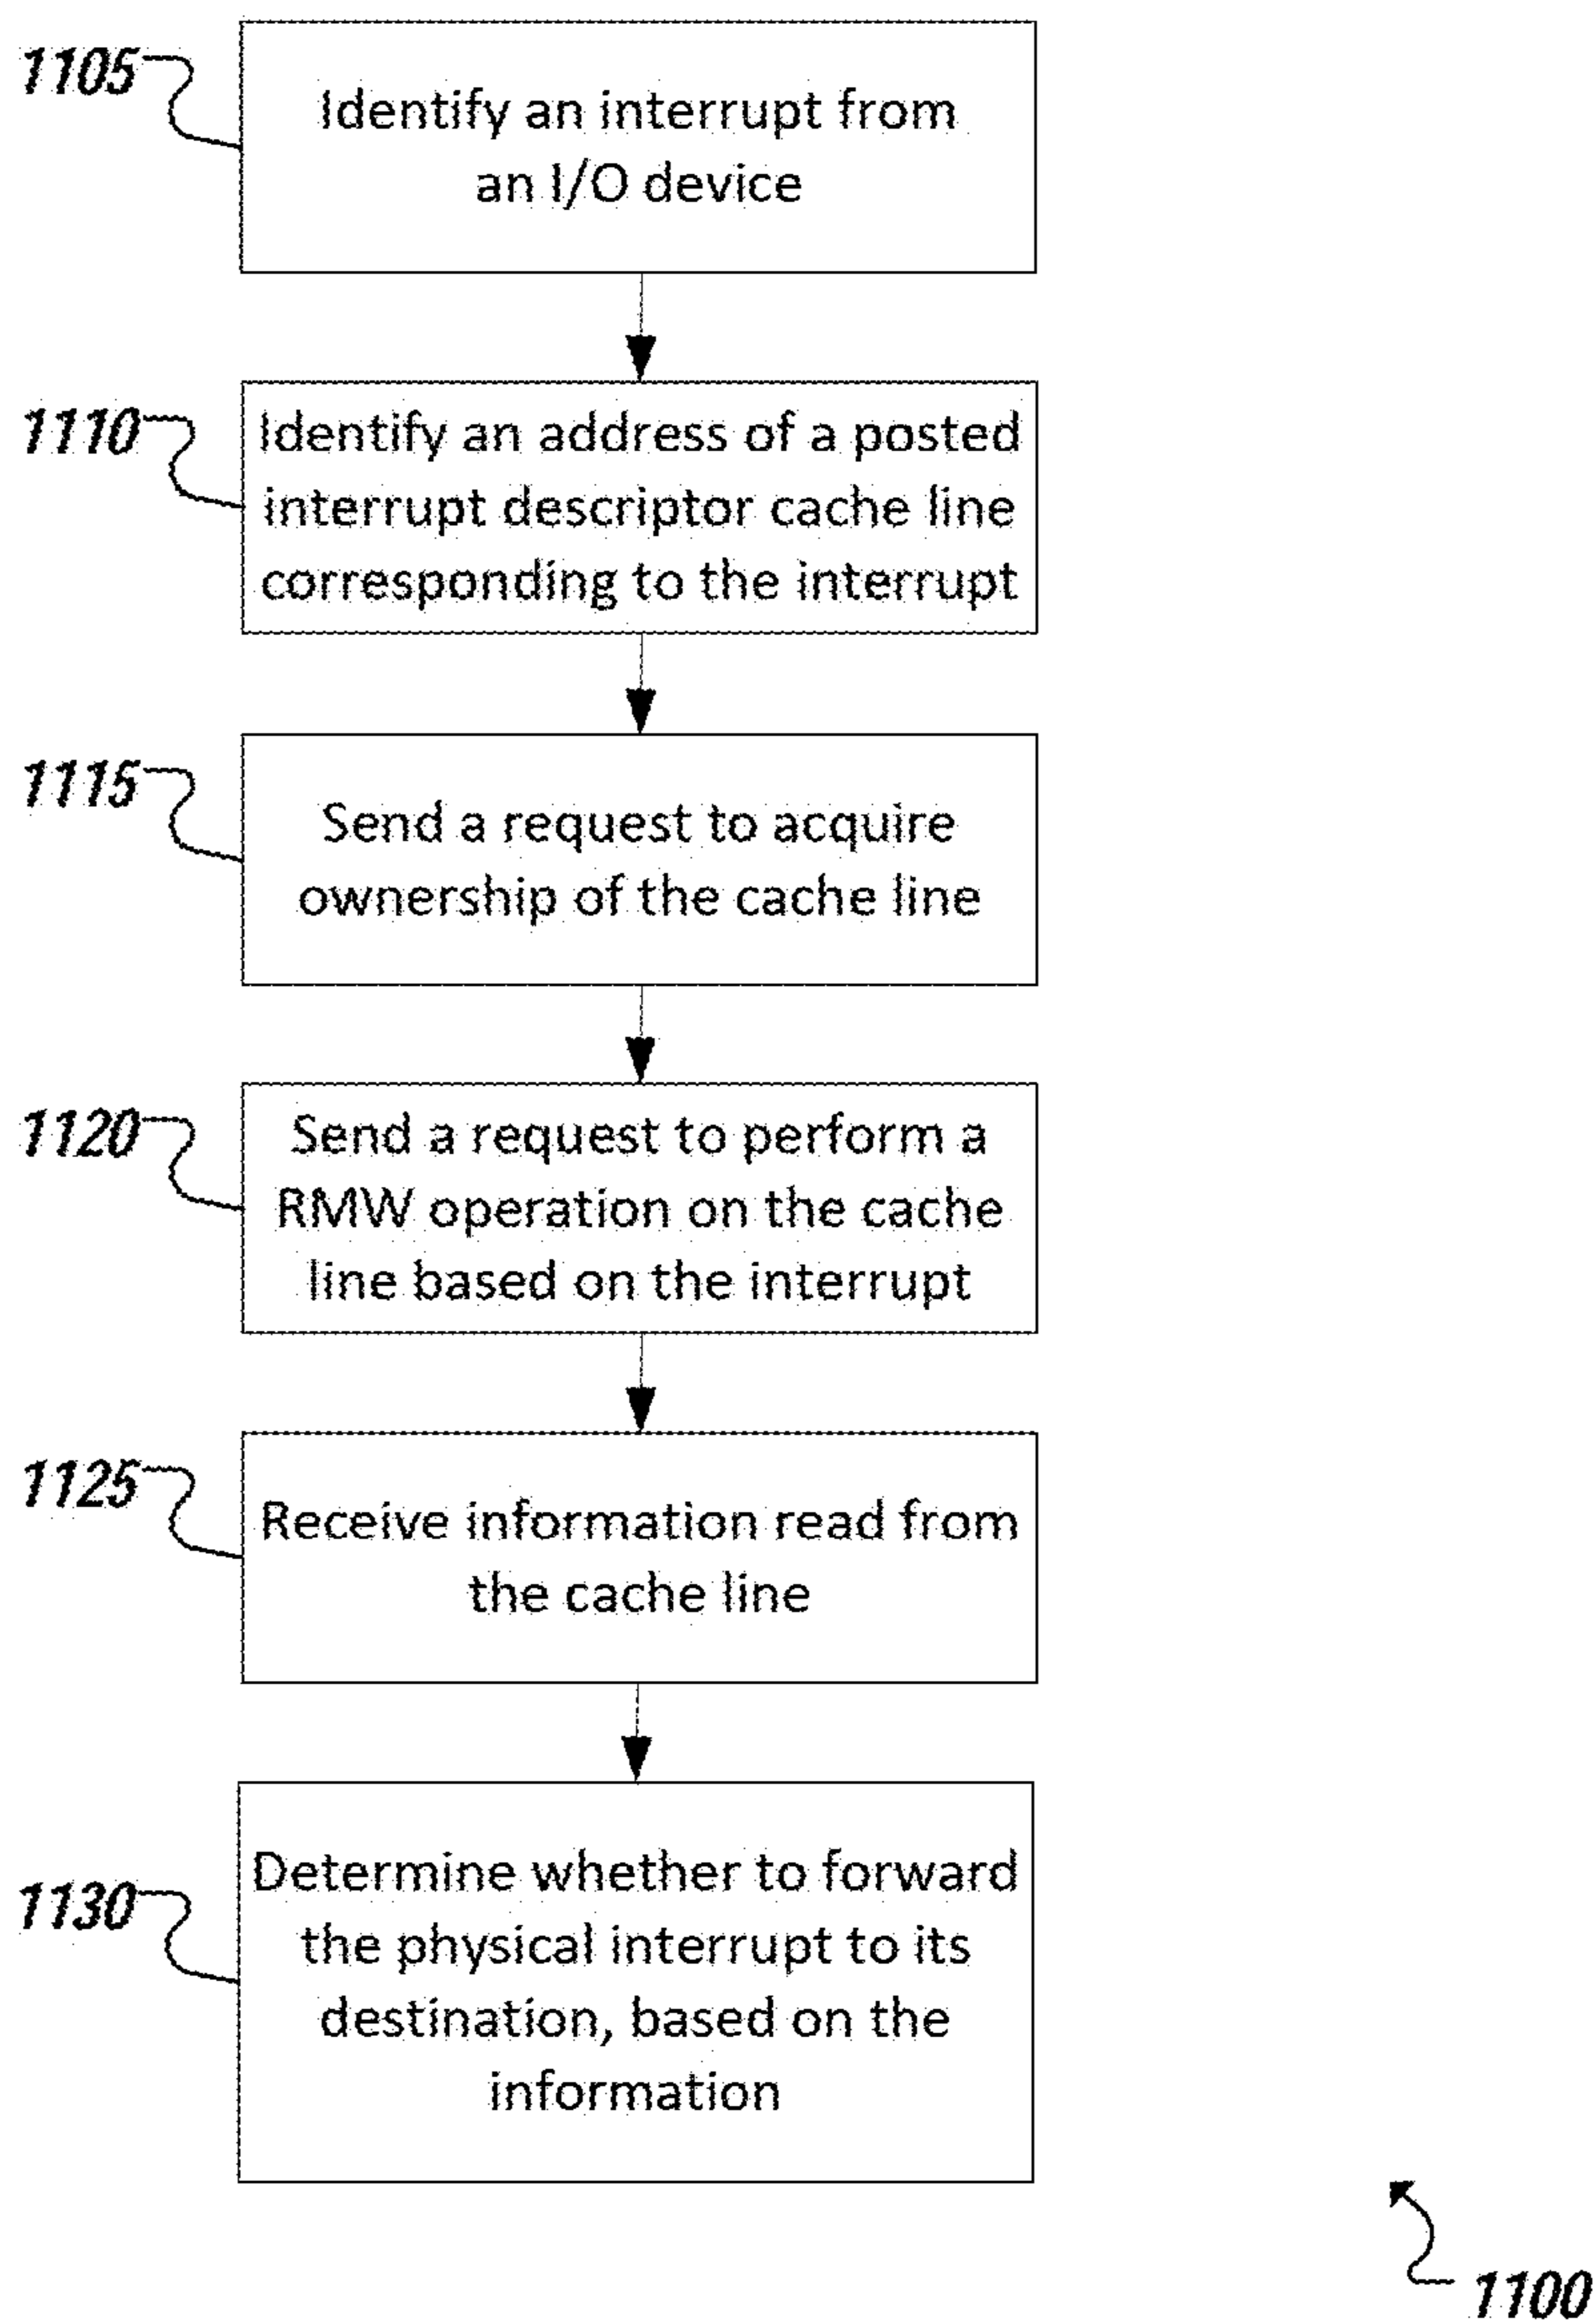 1105
Identify an interrupt from
an I/O device
1110
Identify an address of a posted
interrupt descriptor cache line
corresponding to the interrupt
1115
Send a request to acquire
ownership of the cache line
1120
Send a request to perform a
RMW operation on the cache
line based on the interrupt
1125
Receive information read from
the cache line
1130
Determine whether to forward
the physical interrupt to its
destination, based on the
information
1100